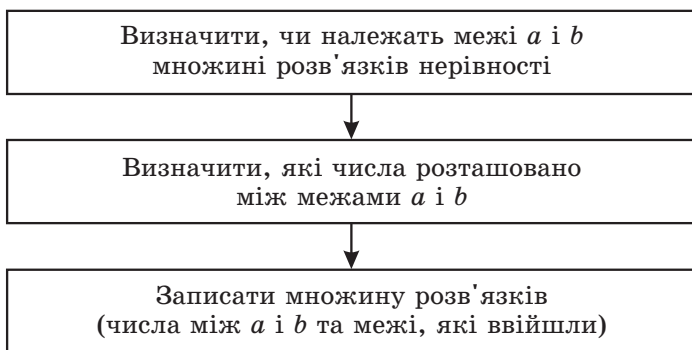 Визначити, чи належать межі a і b
множині розв'язків нерівності
Визначити, які числа розташовано
між межами a і b
Записати множину розв'язків
(числа між a і b та межі, які ввійшли)